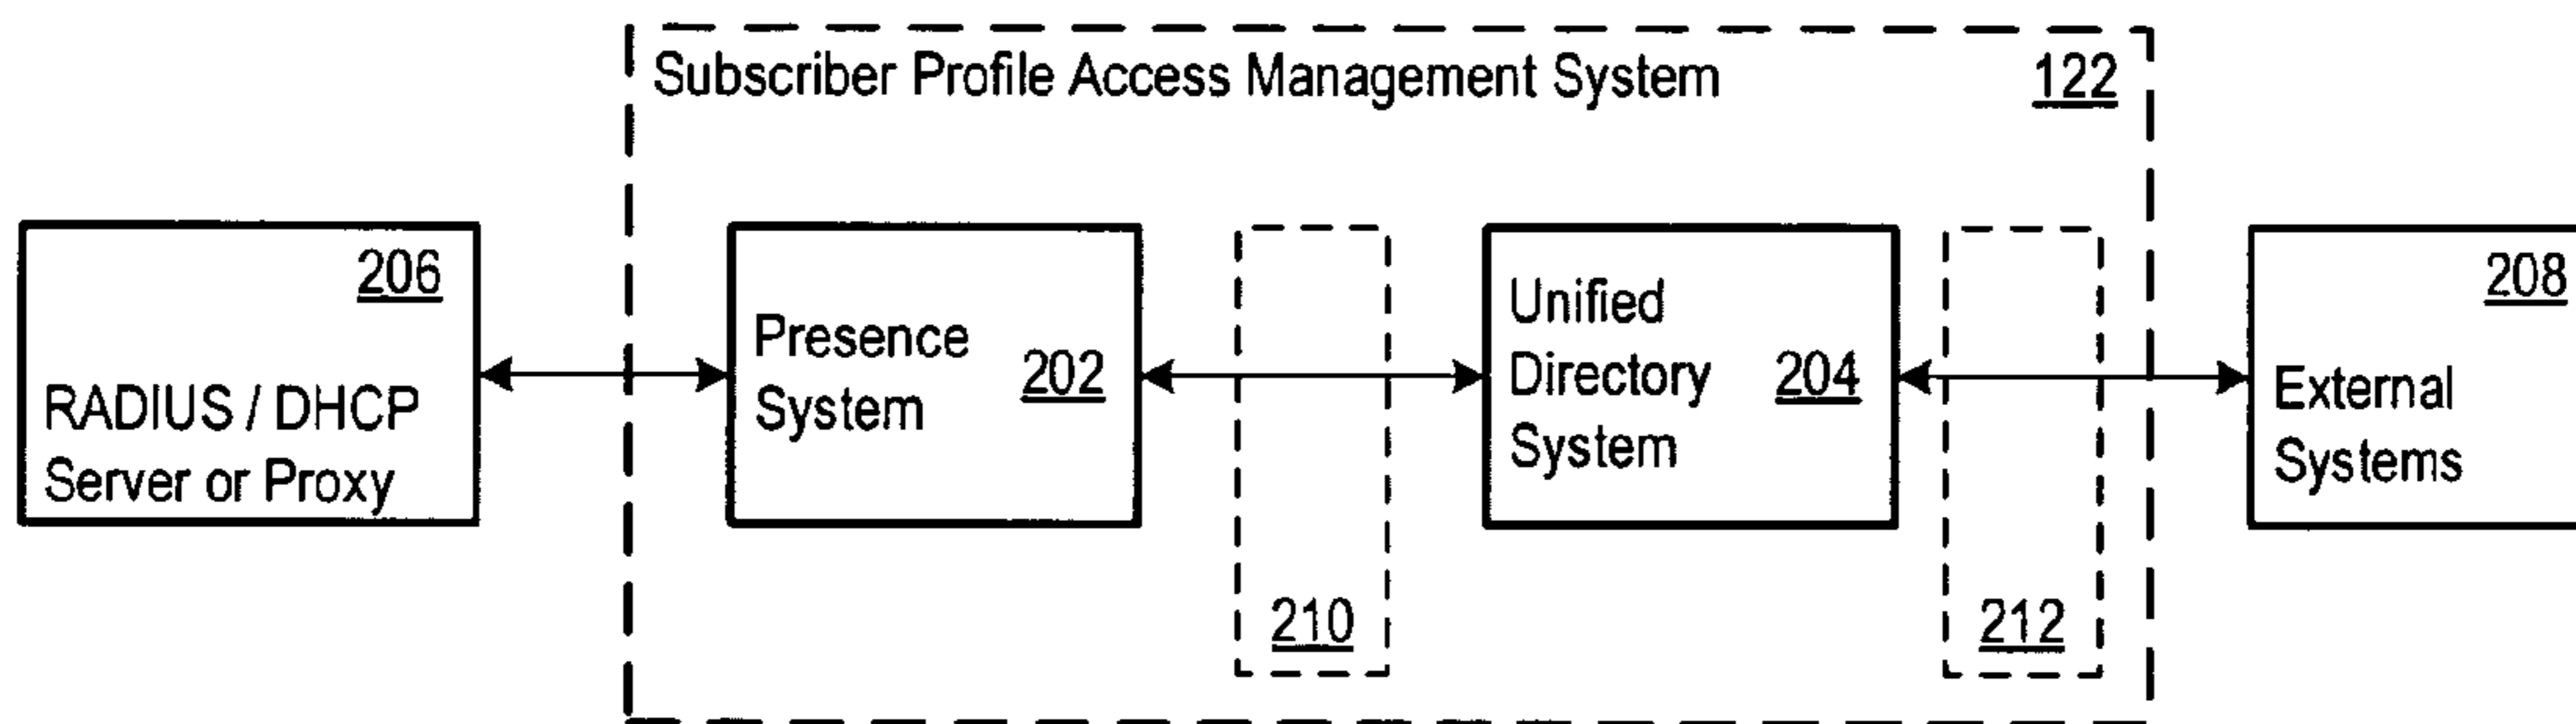 Subscriber Profile Access Management System 122
206
RADIUS / DHCP
Server or Proxy
Presence
System
202
210
Unified
Directory
System
204
212
208
External
Systems